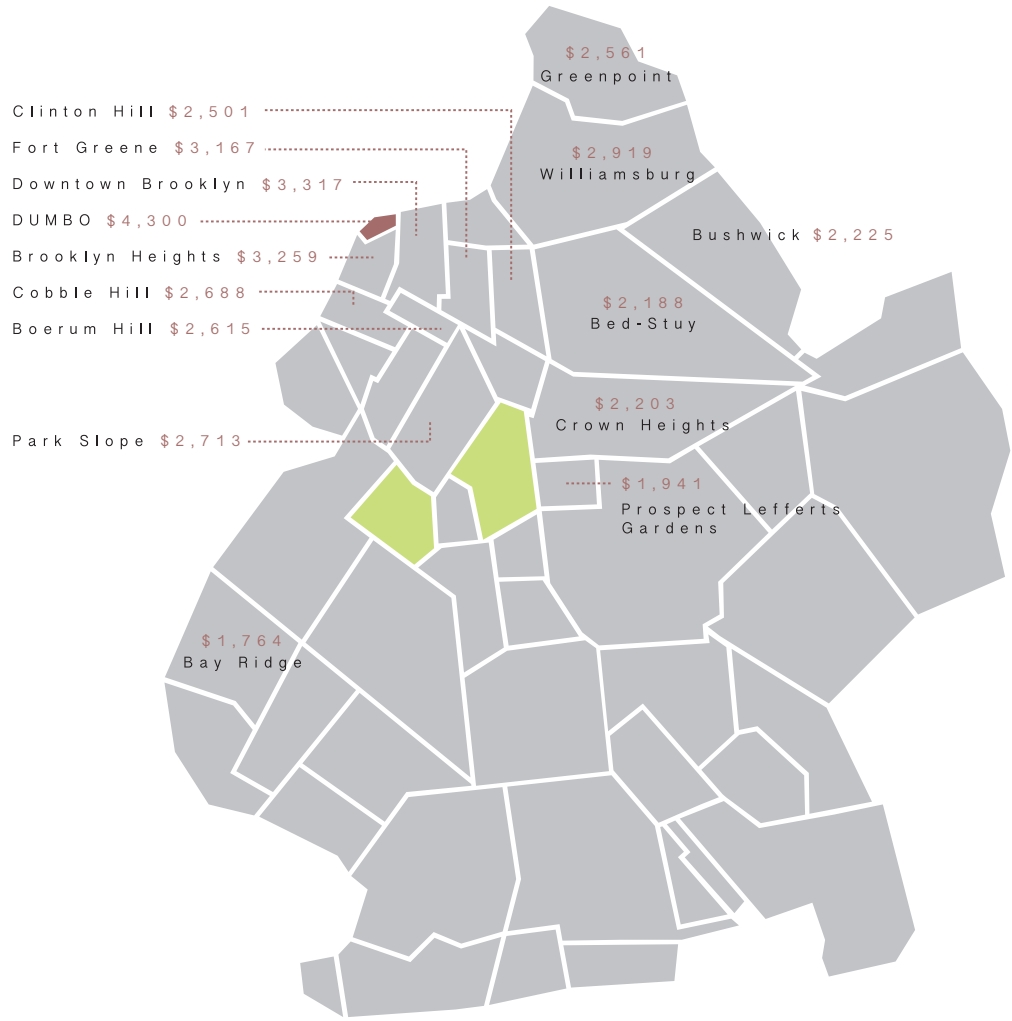 $2,561
Greenpoint
Clinton Hill $2,501
Fort Greene $3,167
$2,919
Williamsburg
Downtown Brooklyn $3,317
DUMBO $4,300
Bushwick $2,225
Brooklyn Heights $3,259
Cobble Hill $2,688
$2,188
Bed-Stuy
Boerum Hill $2,615
$2,203
Crown Heights
Park Slope $2,713
$1,941
Prospect Lefferts
Gardens
$1,764
Bay Ridge